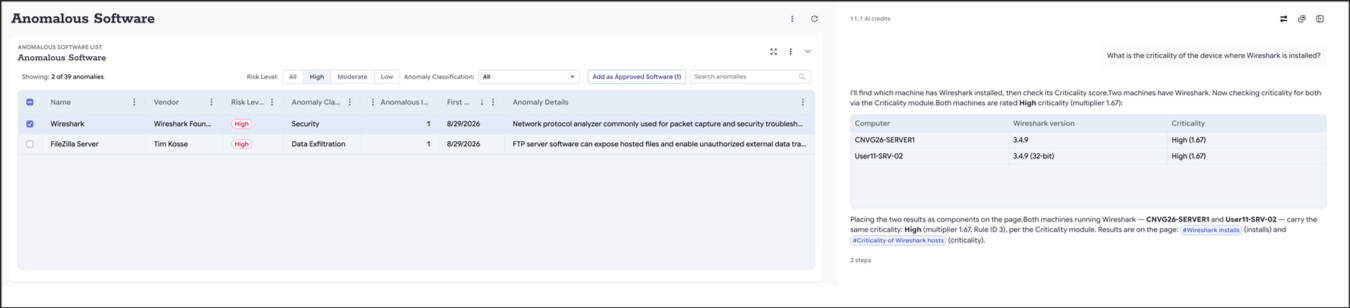 Anomalous Software
ANOMALOUS SOFTWARE LIST
Anomalous Software
Showing: 2 of 39 anomalies
Risk Level: All High Moderate Low Anomaly Classification: All Add as Approved Software (1) Search anomalies
Name Vendor Risk Lev... Anomaly Cla... Anomalous I... First ... Anomaly Details
Wireshark Wireshark Foun... High Security 1 8/29/2026 Network protocol analyzer commonly used for packet capture and security troublesh...
FileZilla Server Tim Kosse High Data Exfiltration 1 8/29/2026 FTP server software can expose hosted files and enable unauthorized external data tra...
11.1 AI credits
What is the criticality of the device where Wireshark is installed?
I'll find which machine has Wireshark installed, then check its Criticality score.Two machines have Wireshark. Now checking criticality for both
via the Criticality module.Both machines are rated High criticality (multiplier 1.67):
Computer Wireshark version Criticality
CNVG26-SERVER1 3.4.9 High (1.67)
User11-SRV-02 3.4.9 (32-bit) High (1.67)
Placing the two results as components on the page.Both machines running Wireshark — CNVG26-SERVER1 and User11-SRV-02 — carry the
same criticality: High (multiplier 1.67, Rule ID 3), per the Criticality module. Results are on the page: #Wireshark installs (installs) and
#Criticality of Wireshark hosts (criticality).
2 steps